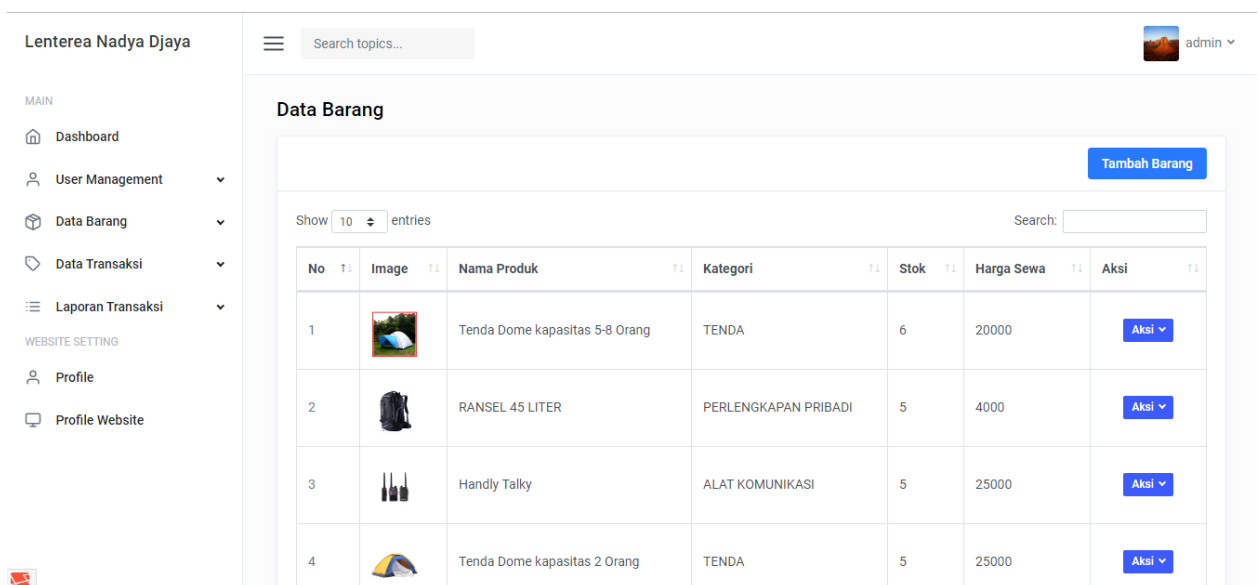 Lenterea Nadya Djaya
Search topics...
admin
MAIN
Dashboard
User Management
Data Barang
Data Transaksi
Laporan Transaksi
WEBSITE SETTING
Profile
Profile Website
Data Barang
Tambah Barang
Show 10 entries
Search:
No Image Nama Produk Kategori Stok Harga Sewa Aksi
1 Tenda Dome kapasitas 5-8 Orang TENDA 6 20000 Aksi
2 RANSEL 45 LITER PERLENGKAPAN PRIBADI 5 4000 Aksi
3 Handly Talky ALAT KOMUNIKASI 5 25000 Aksi
4 Tenda Dome kapasitas 2 Orang TENDA 5 25000 Aksi